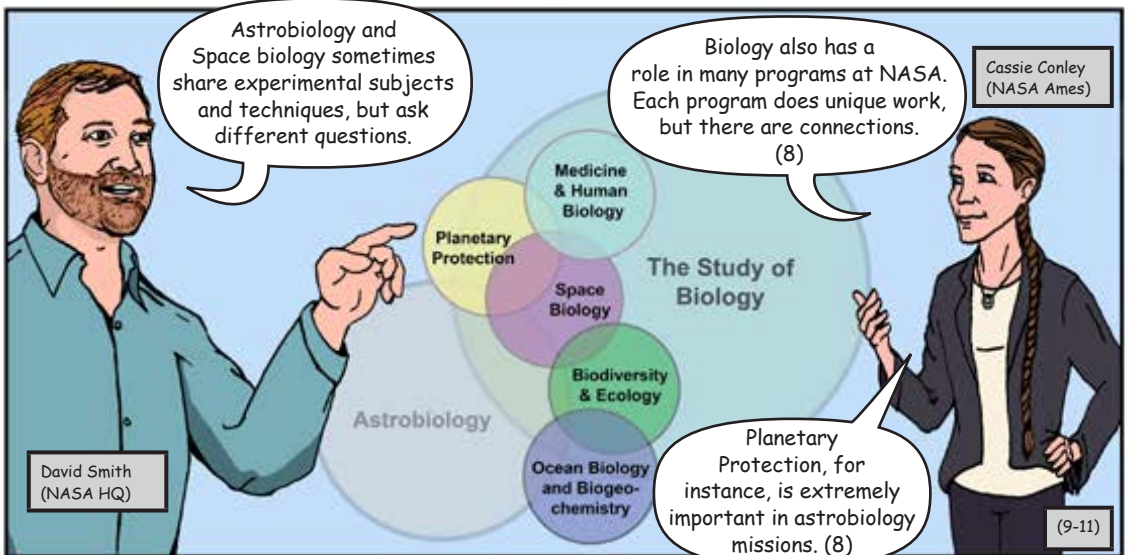 Astrobiology and
Space biology sometimes
share experimental subjects
and techniques, but ask
different questions.
Biology also has a
role in many programs at NASA.
Each program does unique work,
but there are connections.
(8)
Cassie Conley
(NASA Ames)
Medicine
& Human
Biology
Planetary
Protection
Space
Biology
The Study of
Biology
Biodiversity
& Ecology
Astrobiology
Ocean Biology
and Biogeo-
chemistry
David Smith
(NASA HQ)
Planetary
Protection, for
instance, is extremely
important in astrobiology
missions. (8)
(9-11)